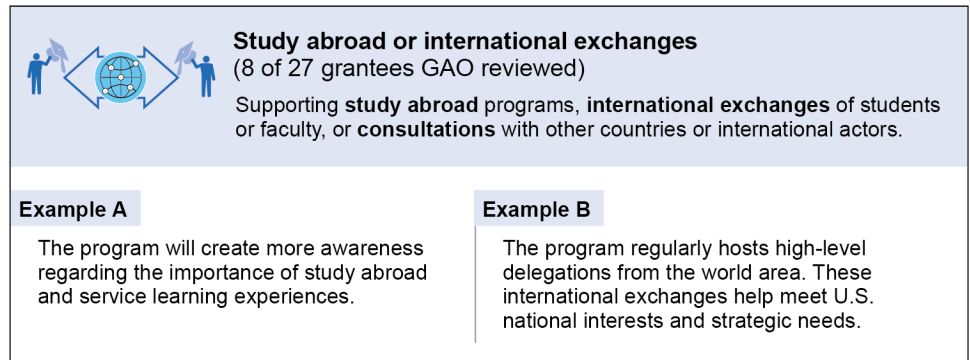 Study abroad or international exchanges
(8 of 27 grantees GAO reviewed)
Supporting study abroad programs, international exchanges of students
or faculty, or consultations with other countries or international actors.
Example A
The program will create more awareness
regarding the importance of study abroad
and service learning experiences.
Example B
The program regularly hosts high-level
delegations from the world area. These
international exchanges help meet U.S.
national interests and strategic needs.